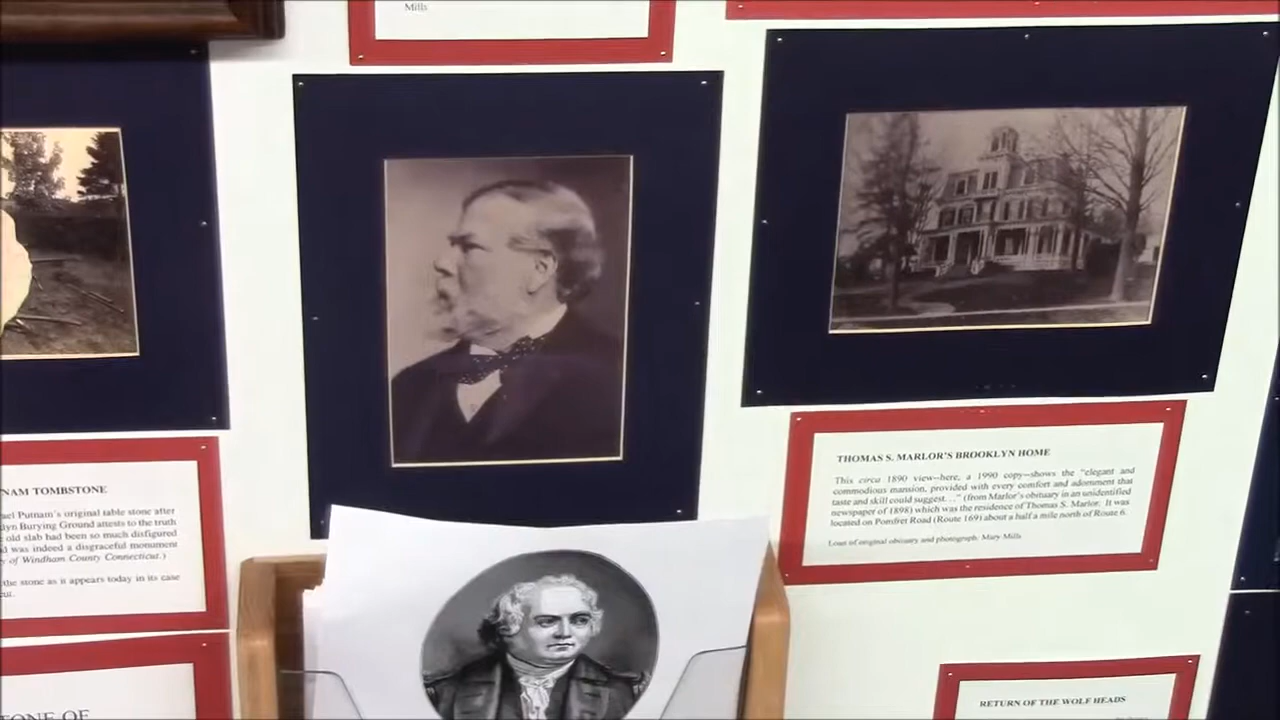 Mills
THOMAS S. MARLOR'S BROOKLYN HOME
This circa 1890 view--here, a 1990 copy--shows the "elegant and
commodious mansion, provided with every comfort and adornment that
taste and skill could suggest. . ." (from Marlor's obituary in an unidentified
newspaper of 1898) which was the residence of Thomas S. Marlor. It was
located on Pomfret Road (Route 169) about a half a mile north of Route 6.
Loan of original obituary and photograph: Mary Mills
NAM TOMBSTONE
ael Putnam's original table stone after
lyn Burying Ground attests to the truth
old slab had been so much disfigured
d was indeed a disgraceful monument
y of Windham County Connecticut.)
the stone as it appears today in its case
cut.
TONE OF
RETURN OF THE WOLF HEADS